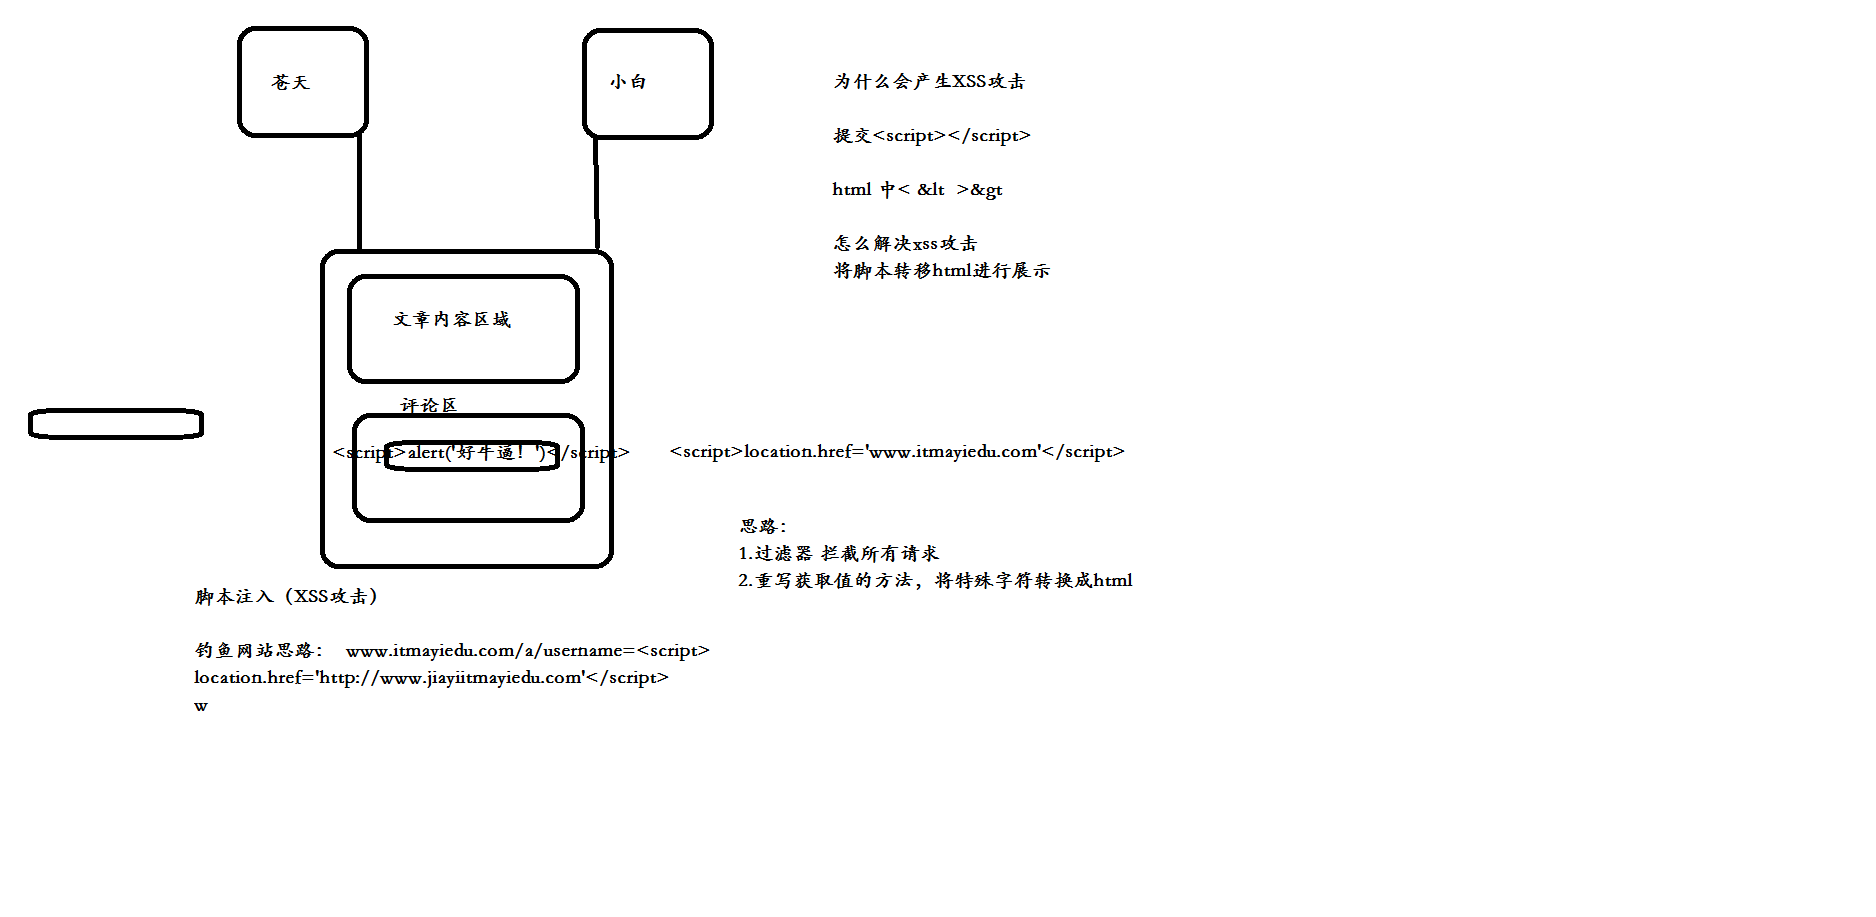 苍天
小白
为什么会产生XSS攻击
提交<script></script>
html 中< &lt  >&gt
怎么解决xss攻击
将脚本转移html进行展示
文章内容区域
评论区
<script>alert('好牛逼！')</script>
<script>location.href='www.itmayiedu.com'</script>
思路：
1.过滤器 拦截所有请求
2.重写获取值的方法，将特殊字符转换成html
脚本注入（XSS攻击）
钓鱼网站思路：  www.itmayiedu.com/a/username=<script>
location.href='http://www.jiayiitmayiedu.com'</script>
w